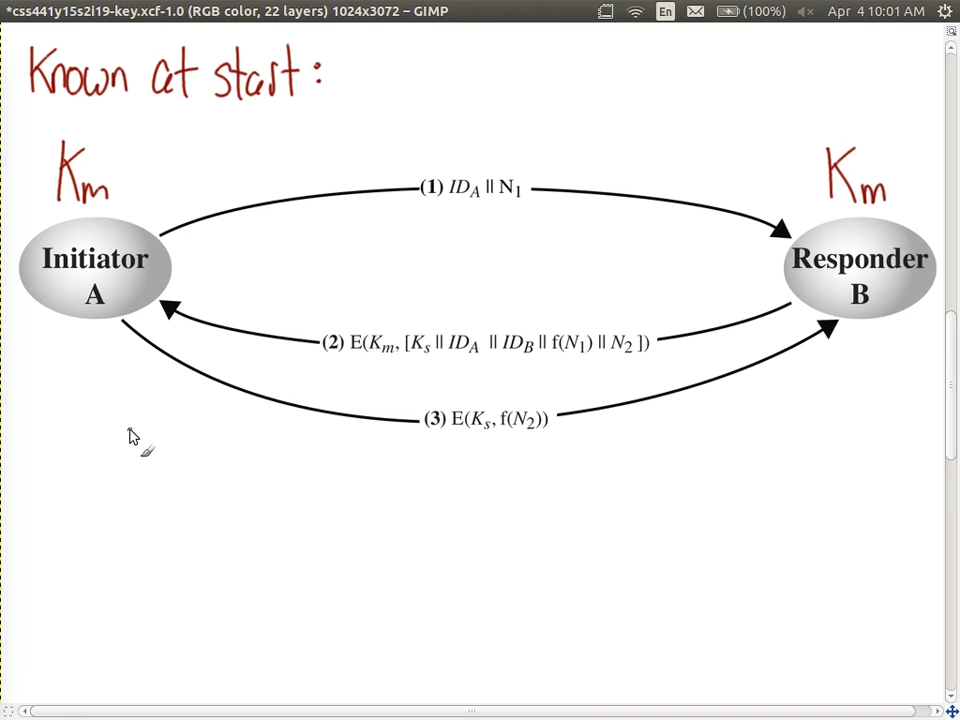 *css441y15s2i19-key.xcf-1.0 (RGB color, 22 layers) 1024x3072 – GIMP
En
(100%)
Apr 4 10:01 AM
Known at start:
Km
Km
(1) IDA || N1
Initiator
A
Responder
B
(2) E(Km, [Ks || IDA || IDB || f(N1) || N2 ])
(3) E(Ks, f(N2))